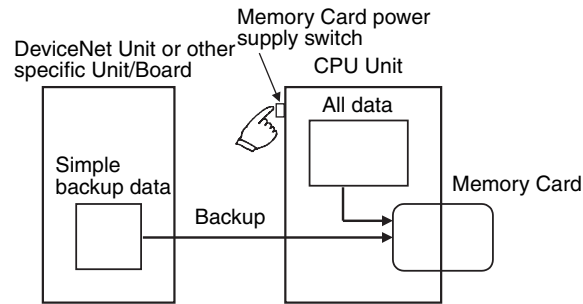 Memory Card power
supply switch
DeviceNet Unit or other
specific Unit/Board
CPU Unit
All data
Simple
backup data
Memory Card
Backup